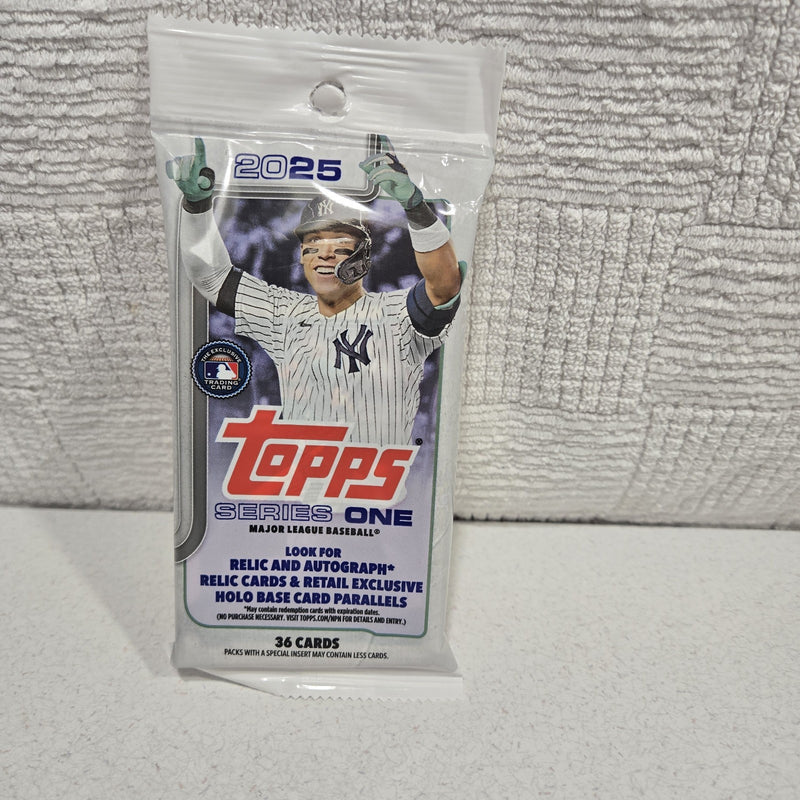 2025
NY
NY
THE EXCLUSIVE
TRADING
CARD
TOPPS®
SERIES ONE
MAJOR LEAGUE BASEBALL®
LOOK FOR
RELIC AND AUTOGRAPH*
RELIC CARDS & RETAIL EXCLUSIVE
HOLO BASE CARD PARALLELS
*May contain redemption cards with expiration dates.
(NO PURCHASE NECESSARY. VISIT TOPPS.COM/NPN FOR DETAILS AND ENTRY.)
36 CARDS
PACKS WITH A SPECIAL INSERT MAY CONTAIN LESS CARDS.